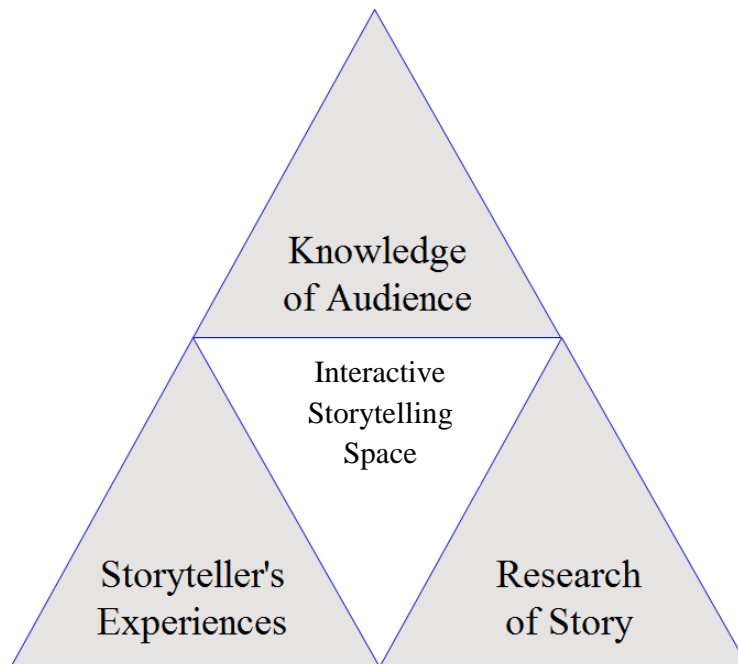 Knowledge
of Audience
Interactive
Storytelling
Space
Storyteller's
Experiences
Research
of Story